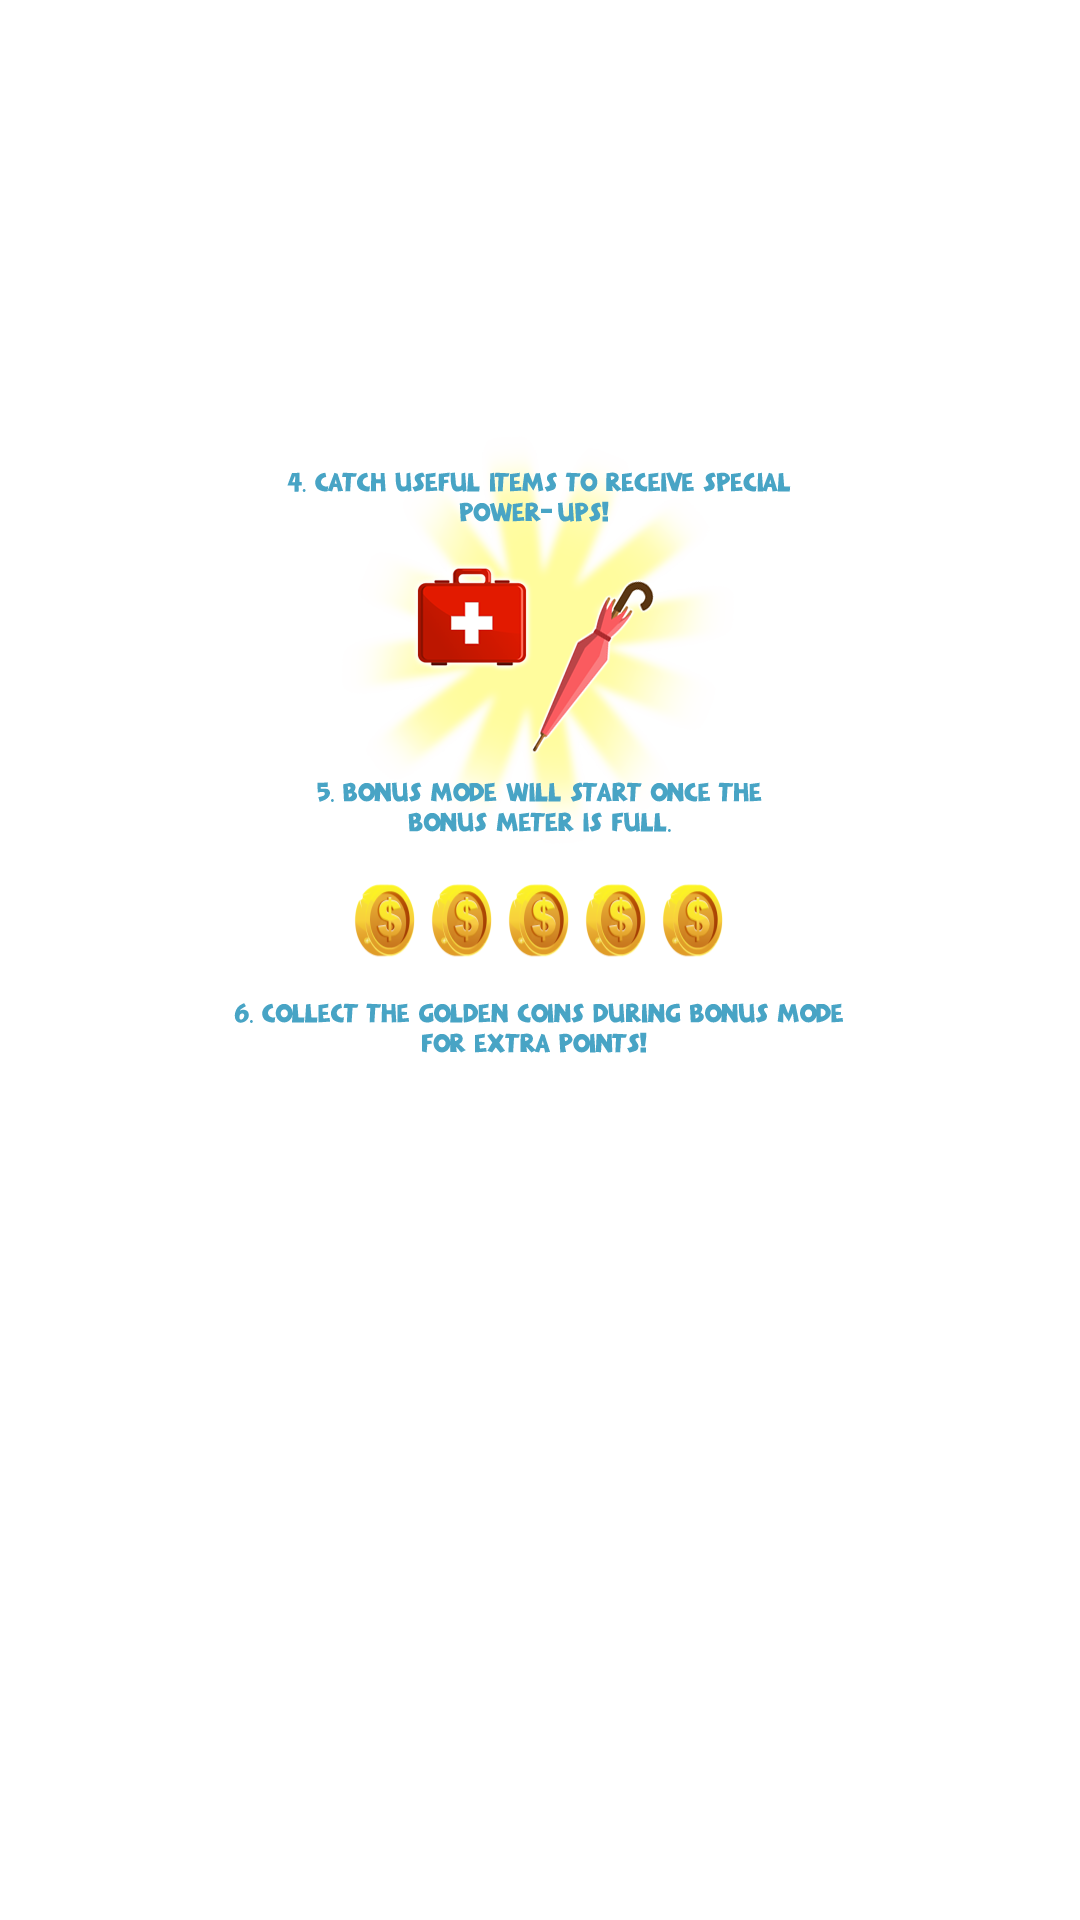 4. CATCH USEFUL ITEMS TO RECEIVE SPECIAL
POWER-UPS!
5. BONUS MODE WILL START ONCE THE
BONUS METER IS FULL.
$ $ $ $ $
6. COLLECT THE GOLDEN COINS DURING BONUS MODE
FOR EXTRA POINTS!